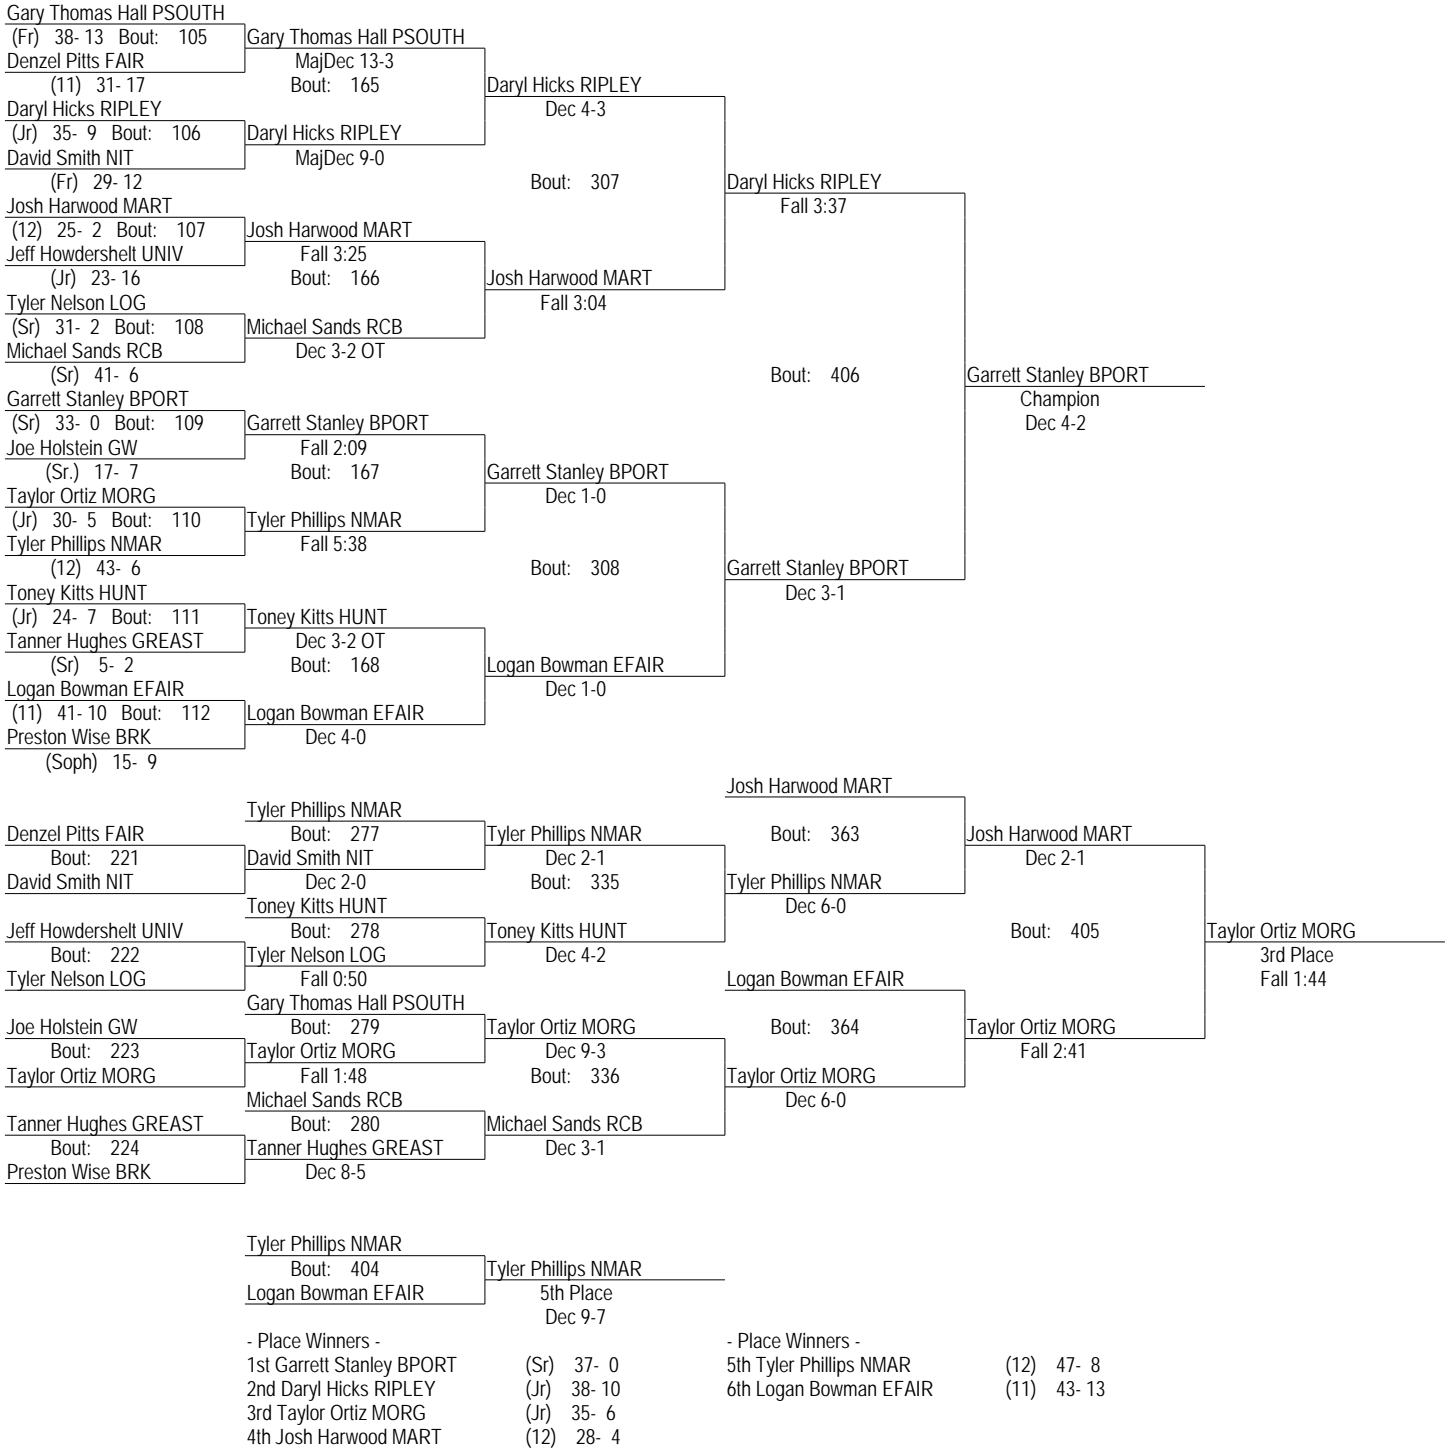 Gary Thomas Hall PSOUTH
(Fr) 38- 13 Bout: 105
Gary Thomas Hall PSOUTH
Denzel Pitts FAIR
MajDec 13-3
(11) 31- 17
Bout: 165
Daryl Hicks RIPLEY
Daryl Hicks RIPLEY
Dec 4-3
(Jr) 35- 9 Bout: 106
Daryl Hicks RIPLEY
David Smith NIT
MajDec 9-0
(Fr) 29- 12
Bout: 307
Daryl Hicks RIPLEY
Josh Harwood MART
Fall 3:37
(12) 25- 2 Bout: 107
Josh Harwood MART
Jeff Howdershelt UNIV
Fall 3:25
(Jr) 23- 16
Bout: 166
Josh Harwood MART
Tyler Nelson LOG
Fall 3:04
(Sr) 31- 2 Bout: 108
Michael Sands RCB
Michael Sands RCB
Dec 3-2 OT
(Sr) 41- 6
Bout: 406
Garrett Stanley BPORT
Garrett Stanley BPORT
Champion
(Sr) 33- 0 Bout: 109
Garrett Stanley BPORT
Dec 4-2
Joe Holstein GW
Fall 2:09
(Sr.) 17- 7
Bout: 167
Garrett Stanley BPORT
Taylor Ortiz MORG
Dec 1-0
(Jr) 30- 5 Bout: 110
Tyler Phillips NMAR
Tyler Phillips NMAR
Fall 5:38
(12) 43- 6
Bout: 308
Garrett Stanley BPORT
Toney Kitts HUNT
Dec 3-1
(Jr) 24- 7 Bout: 111
Toney Kitts HUNT
Tanner Hughes GREAST
Dec 3-2 OT
(Sr) 5- 2
Bout: 168
Logan Bowman EFAIR
Logan Bowman EFAIR
Dec 1-0
(11) 41- 10 Bout: 112
Logan Bowman EFAIR
Preston Wise BRK
Dec 4-0
(Soph) 15- 9
Josh Harwood MART
Tyler Phillips NMAR
Denzel Pitts FAIR
Bout: 277
Tyler Phillips NMAR
Bout: 363
Josh Harwood MART
Bout: 221
David Smith NIT
Dec 2-1
Dec 2-1
David Smith NIT
Dec 2-0
Bout: 335
Tyler Phillips NMAR
Toney Kitts HUNT
Dec 6-0
Jeff Howdershelt UNIV
Bout: 278
Toney Kitts HUNT
Bout: 405
Taylor Ortiz MORG
Bout: 222
Tyler Nelson LOG
Dec 4-2
3rd Place
Tyler Nelson LOG
Fall 0:50
Logan Bowman EFAIR
Fall 1:44
Gary Thomas Hall PSOUTH
Joe Holstein GW
Bout: 279
Taylor Ortiz MORG
Bout: 364
Taylor Ortiz MORG
Bout: 223
Taylor Ortiz MORG
Dec 9-3
Fall 2:41
Taylor Ortiz MORG
Fall 1:48
Bout: 336
Taylor Ortiz MORG
Michael Sands RCB
Dec 6-0
Tanner Hughes GREAST
Bout: 280
Michael Sands RCB
Bout: 224
Tanner Hughes GREAST
Dec 3-1
Preston Wise BRK
Dec 8-5
Tyler Phillips NMAR
Bout: 404
Tyler Phillips NMAR
Logan Bowman EFAIR
5th Place
Dec 9-7
- Place Winners -
1st Garrett Stanley BPORT (Sr) 37- 0
2nd Daryl Hicks RIPLEY (Jr) 38- 10
3rd Taylor Ortiz MORG (Jr) 35- 6
4th Josh Harwood MART (12) 28- 4
- Place Winners -
5th Tyler Phillips NMAR (12) 47- 8
6th Logan Bowman EFAIR (11) 43- 13